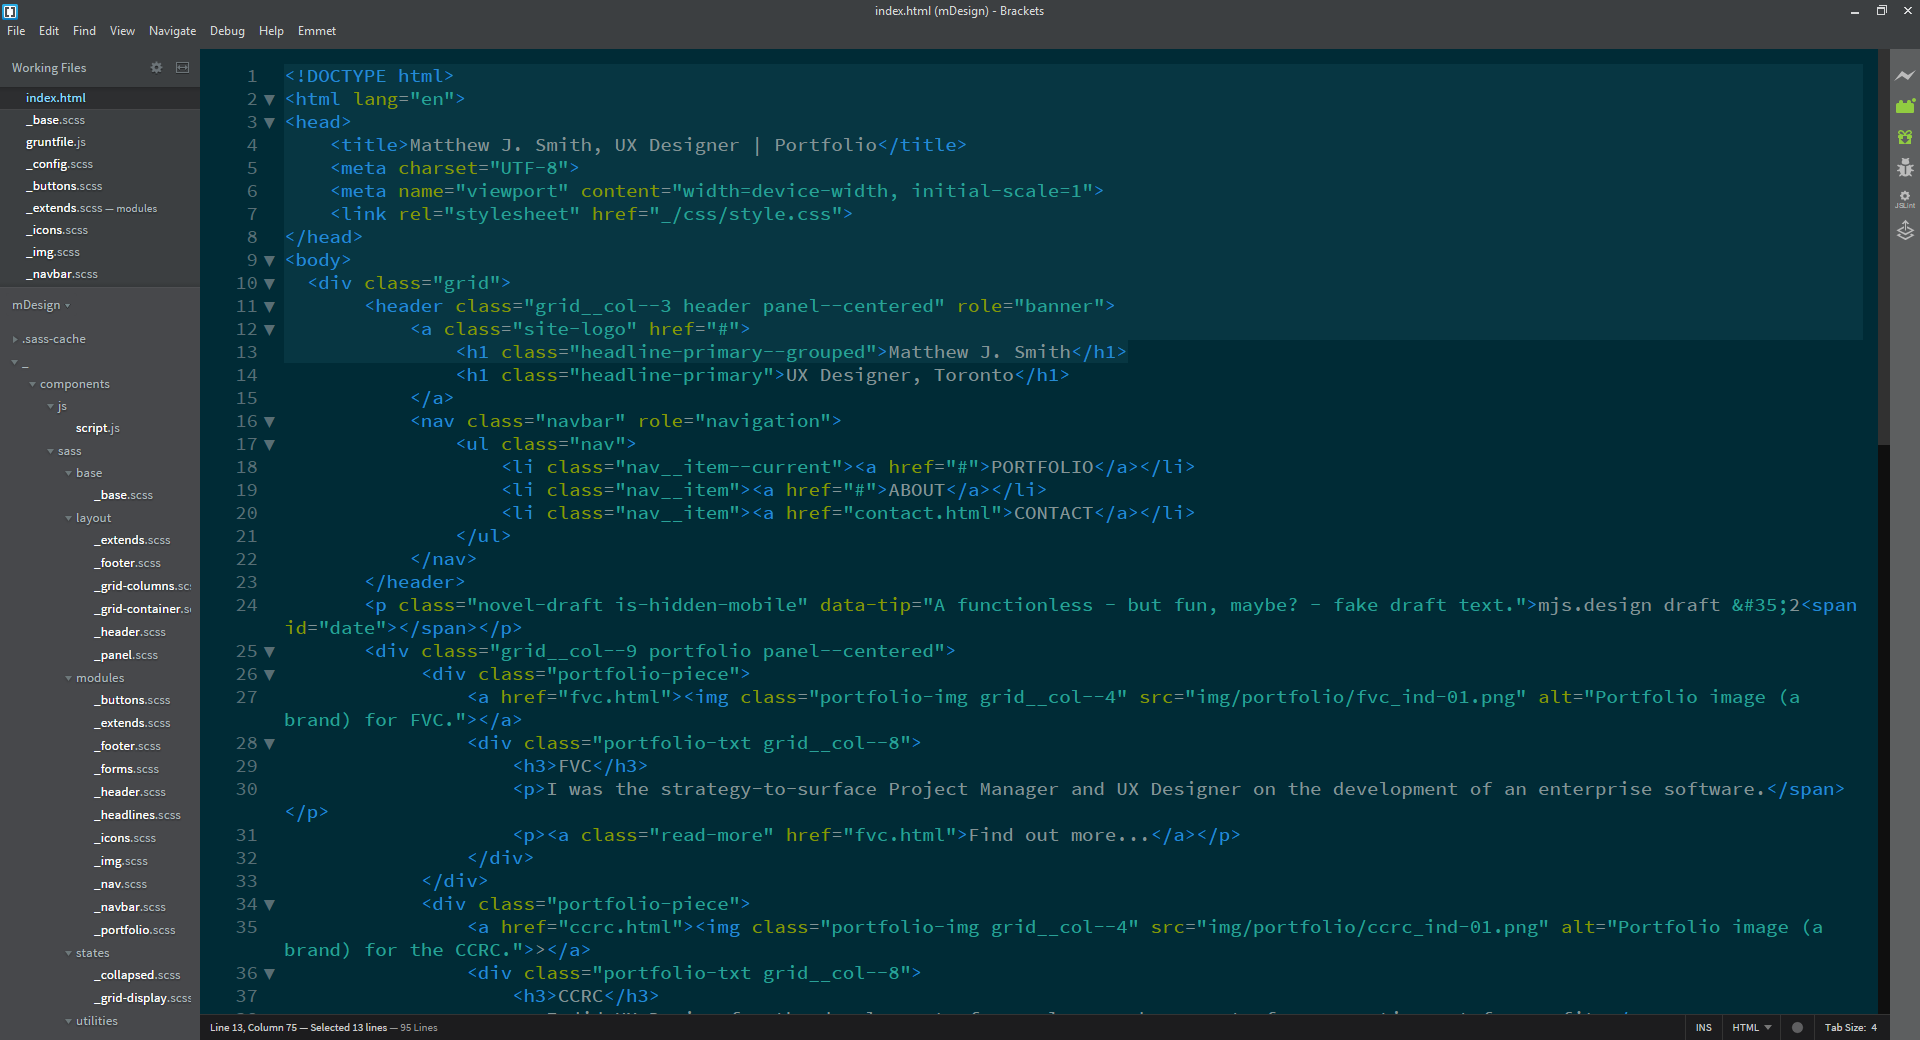 index.html (mDesign) - Brackets
File Edit Find View Navigate Debug Help Emmet
Working Files
index.html
_base.scss
gruntfile.js
_config.scss
_buttons.scss
_extends.scss — modules
_icons.scss
_img.scss
_navbar.scss
mDesign
.sass-cache
_
components
js
script.js
sass
base
_base.scss
layout
_extends.scss
_footer.scss
_grid-columns.sc
_grid-container.s
_header.scss
_panel.scss
modules
_buttons.scss
_extends.scss
_footer.scss
_forms.scss
_header.scss
_headlines.scss
_icons.scss
_img.scss
_nav.scss
_navbar.scss
_portfolio.scss
states
_collapsed.scss
_grid-display.scss
utilities
1 <!DOCTYPE html>
2 <html lang="en">
3 <head>
4 <title>Matthew J. Smith, UX Designer | Portfolio</title>
5 <meta charset="UTF-8">
6 <meta name="viewport" content="width=device-width, initial-scale=1">
7 <link rel="stylesheet" href="_/css/style.css">
8 </head>
9 <body>
10 <div class="grid">
11 <header class="grid__col--3 header panel--centered" role="banner">
12 <a class="site-logo" href="#">
13 <h1 class="headline-primary--grouped">Matthew J. Smith</h1>
14 <h1 class="headline-primary">UX Designer, Toronto</h1>
15 </a>
16 <nav class="navbar" role="navigation">
17 <ul class="nav">
18 <li class="nav__item--current"><a href="#">PORTFOLIO</a></li>
19 <li class="nav__item"><a href="#">ABOUT</a></li>
20 <li class="nav__item"><a href="contact.html">CONTACT</a></li>
21 </ul>
22 </nav>
23 </header>
24 <p class="novel-draft is-hidden-mobile" data-tip="A functionless - but fun, maybe? - fake draft text.">mjs.design draft &#35;2<span
id="date"></span></p>
25 <div class="grid__col--9 portfolio panel--centered">
26 <div class="portfolio-piece">
27 <a href="fvc.html"><img class="portfolio-img grid__col--4" src="img/portfolio/fvc_ind-01.png" alt="Portfolio image (a
brand) for FVC."></a>
28 <div class="portfolio-txt grid__col--8">
29 <h3>FVC</h3>
30 <p>I was the strategy-to-surface Project Manager and UX Designer on the development of an enterprise software.</span>
</p>
31 <p><a class="read-more" href="fvc.html">Find out more...</a></p>
32 </div>
33 </div>
34 <div class="portfolio-piece">
35 <a href="ccrc.html"><img class="portfolio-img grid__col--4" src="img/portfolio/ccrc_ind-01.png" alt="Portfolio image (a
brand) for the CCRC.">></a>
36 <div class="portfolio-txt grid__col--8">
37 <h3>CCRC</h3>
JSLint
Line 13, Column 75 — Selected 13 lines — 95 Lines
INS HTML Tab Size: 4